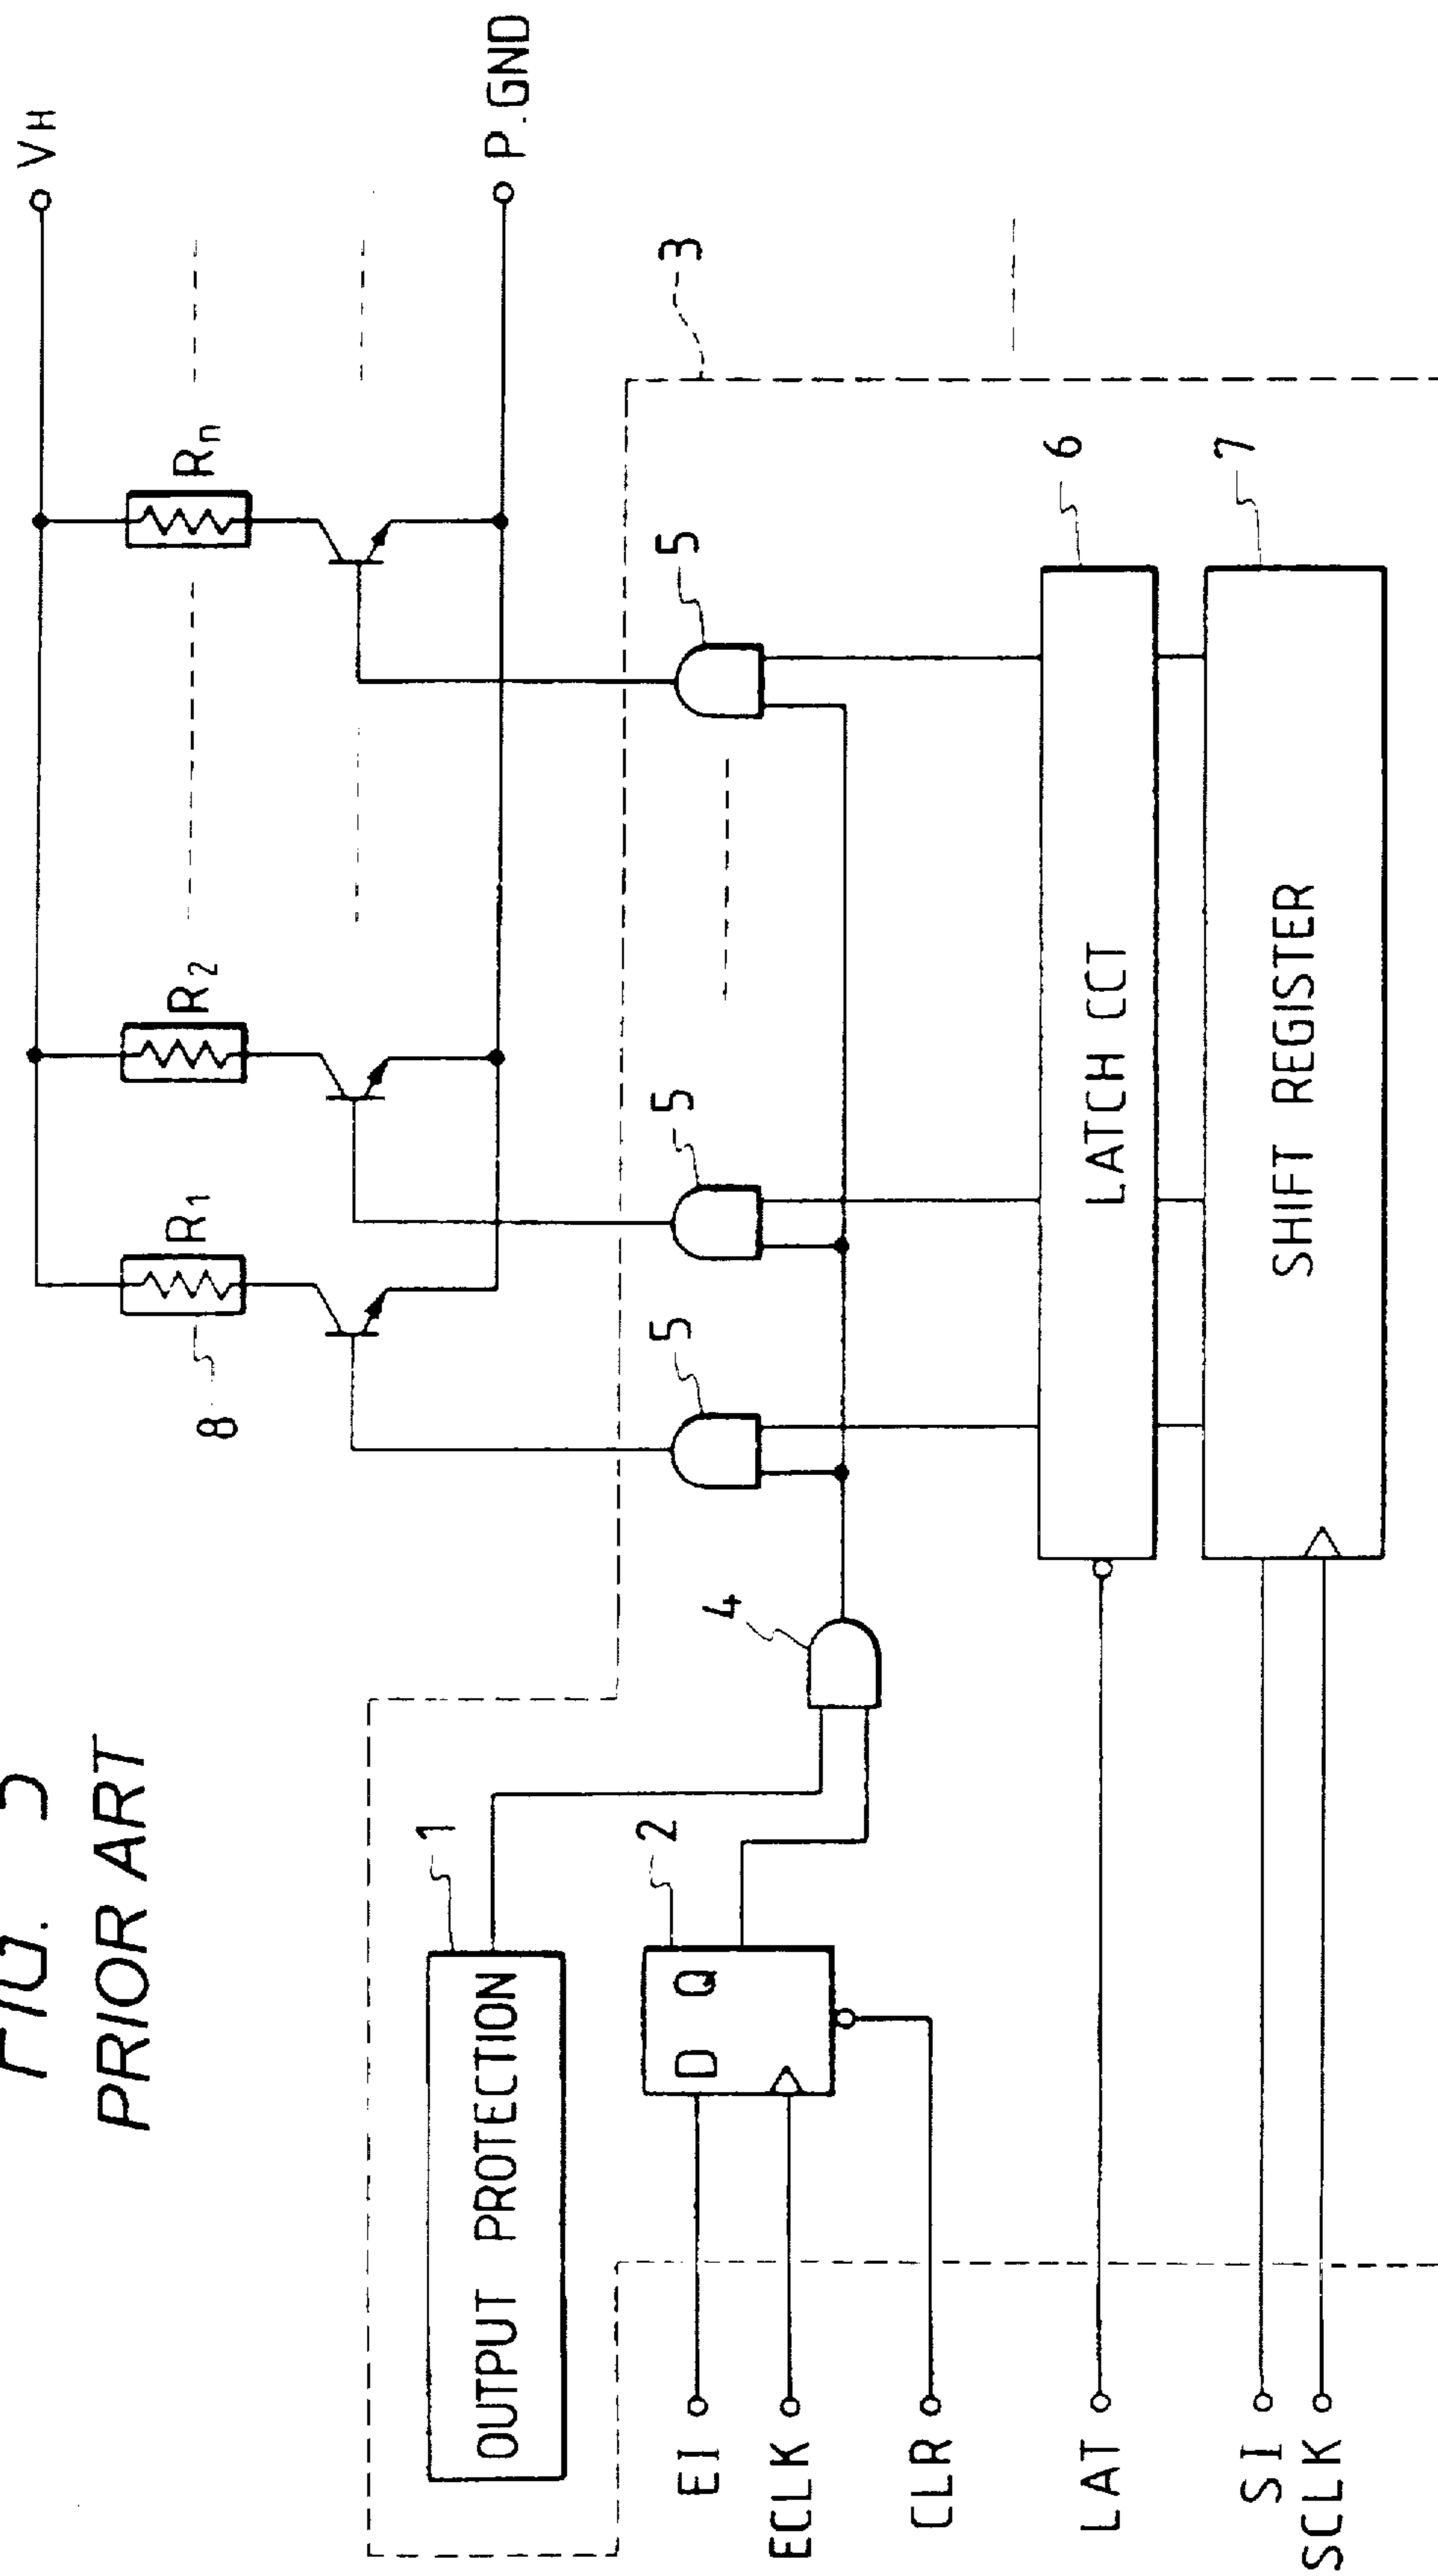 FIG.
PRIOR ART
VH
R1
R2
Rn
8
P.GND
OUTPUT PROTECTION
1
3
EI
ECLK
CLR
D Q
2
4
5
5
5
LAT
LATCH CCT
6
SI
SCLK
SHIFT REGISTER
7